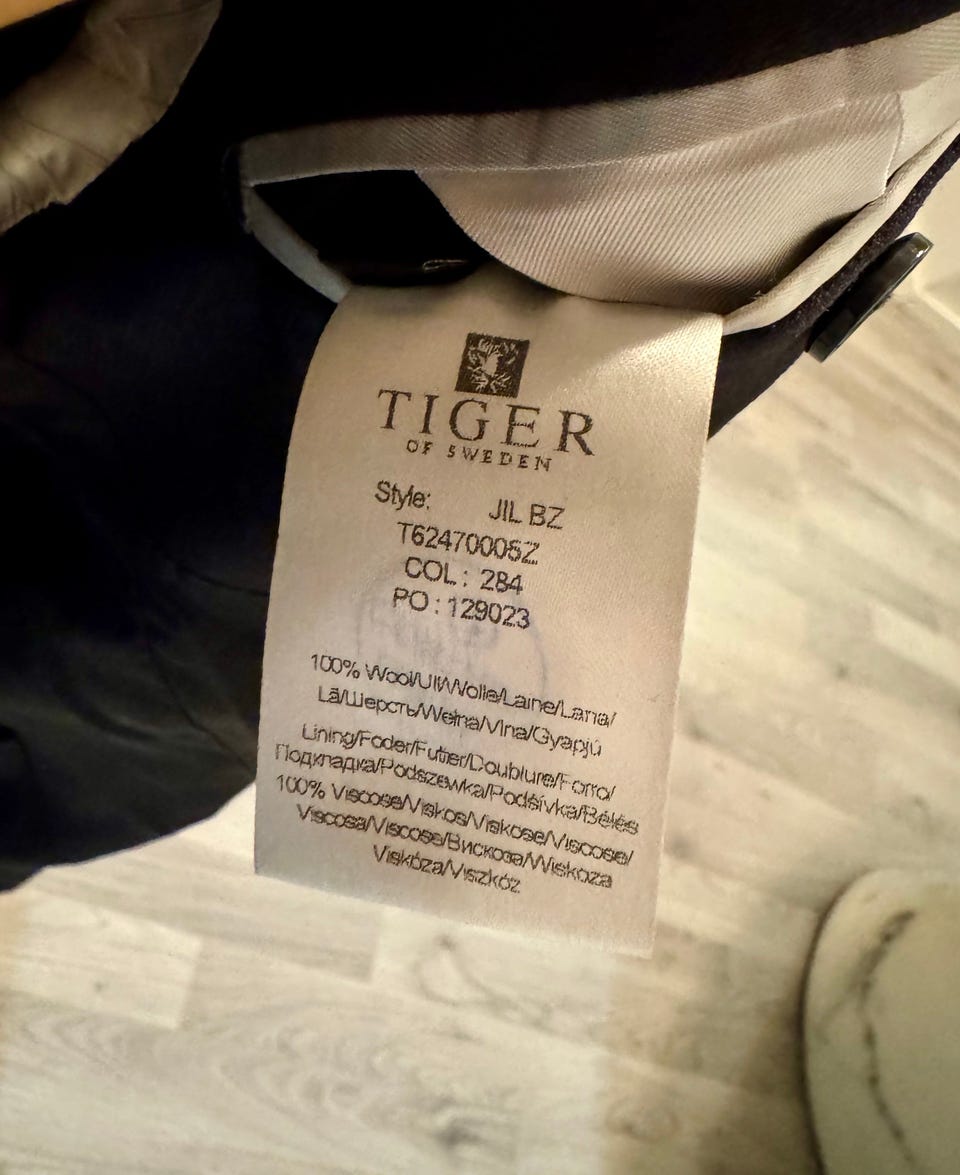 TIGER
OF SWEDEN
Style: JIL BZ
T62470005Z
COL : 284
PO : 129023
100% Wool/Ull/Wolle/Laine/Lana/
Lã/Шерсть/Wełna/Vlna/Gyapjú
Lining/Foder/Futter/Doublure/Forro/
Подкладка/Podszewka/Podšívka/Bélés
100% Viscose/Viskos/Viskose/Viscose/
Viscosa/Viscose/Вискоза/Wiskoza
Viskóza/Viszkóz